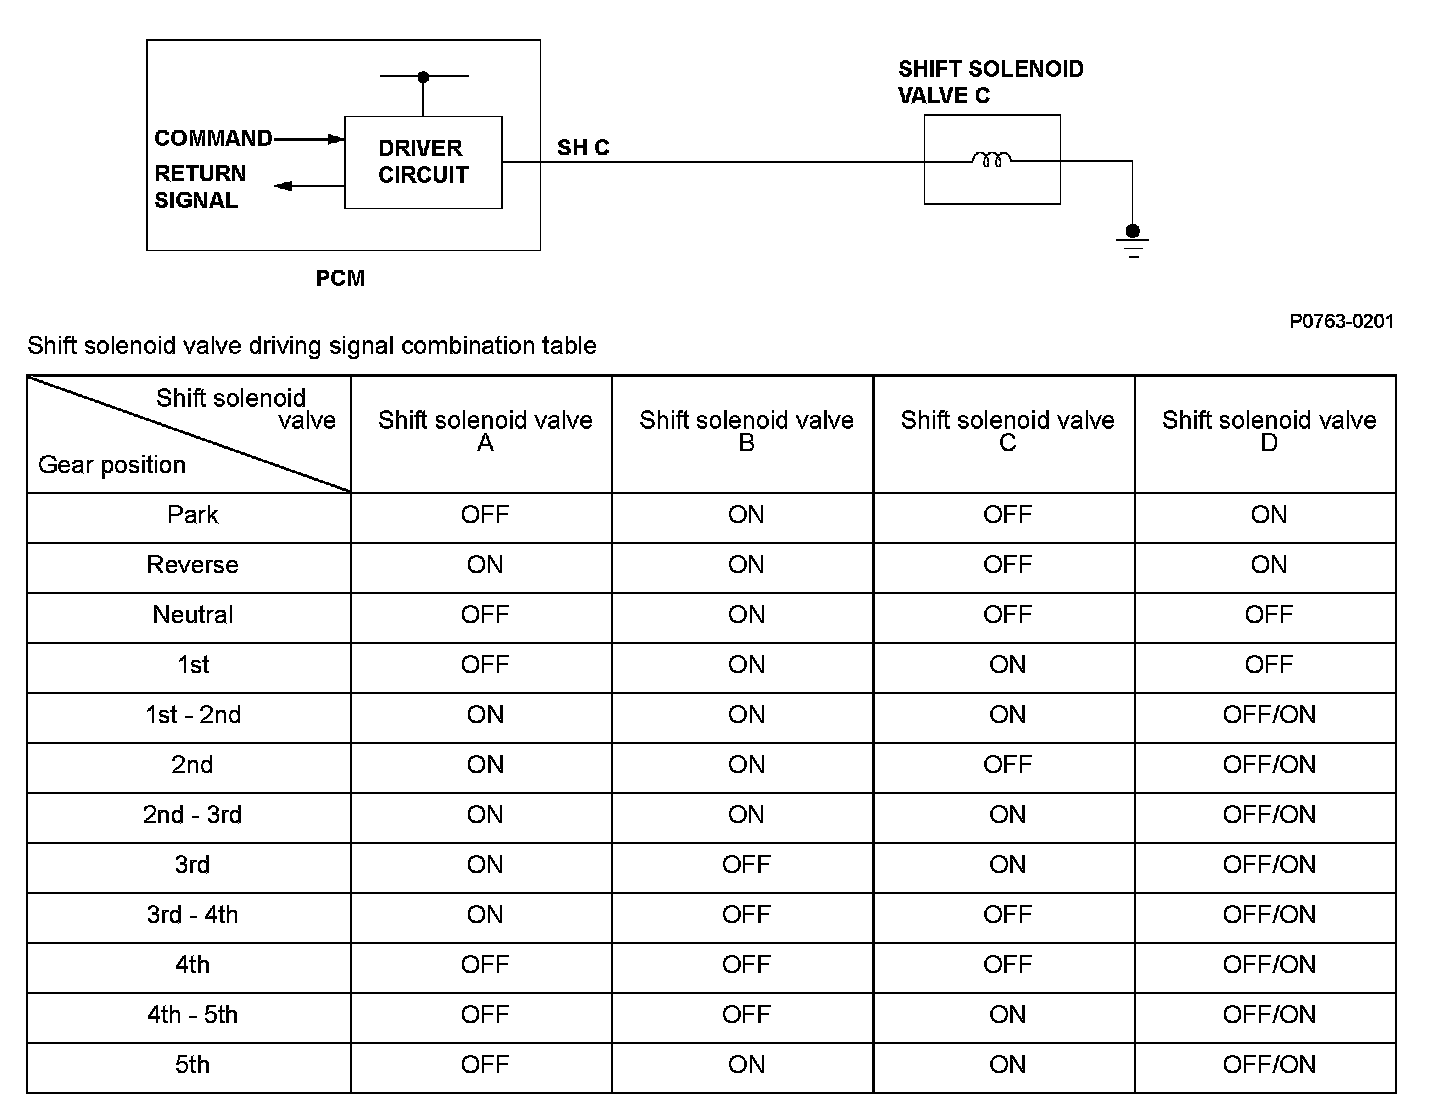 SHIFT SOLENOID
VALVE C
COMMAND
RETURN
SIGNAL
DRIVER
CIRCUIT
SH C
PCM
P0763-0201
Shift solenoid valve driving signal combination table
Shift solenoid
valve
Gear position
Shift solenoid valve
A
Shift solenoid valve
B
Shift solenoid valve
C
Shift solenoid valve
D
Park OFF ON OFF ON
Reverse ON ON OFF ON
Neutral OFF ON OFF OFF
1st OFF ON ON OFF
1st - 2nd ON ON ON OFF/ON
2nd ON ON OFF OFF/ON
2nd - 3rd ON ON ON OFF/ON
3rd ON OFF ON OFF/ON
3rd - 4th ON OFF OFF OFF/ON
4th OFF OFF OFF OFF/ON
4th - 5th OFF OFF ON OFF/ON
5th OFF ON ON OFF/ON